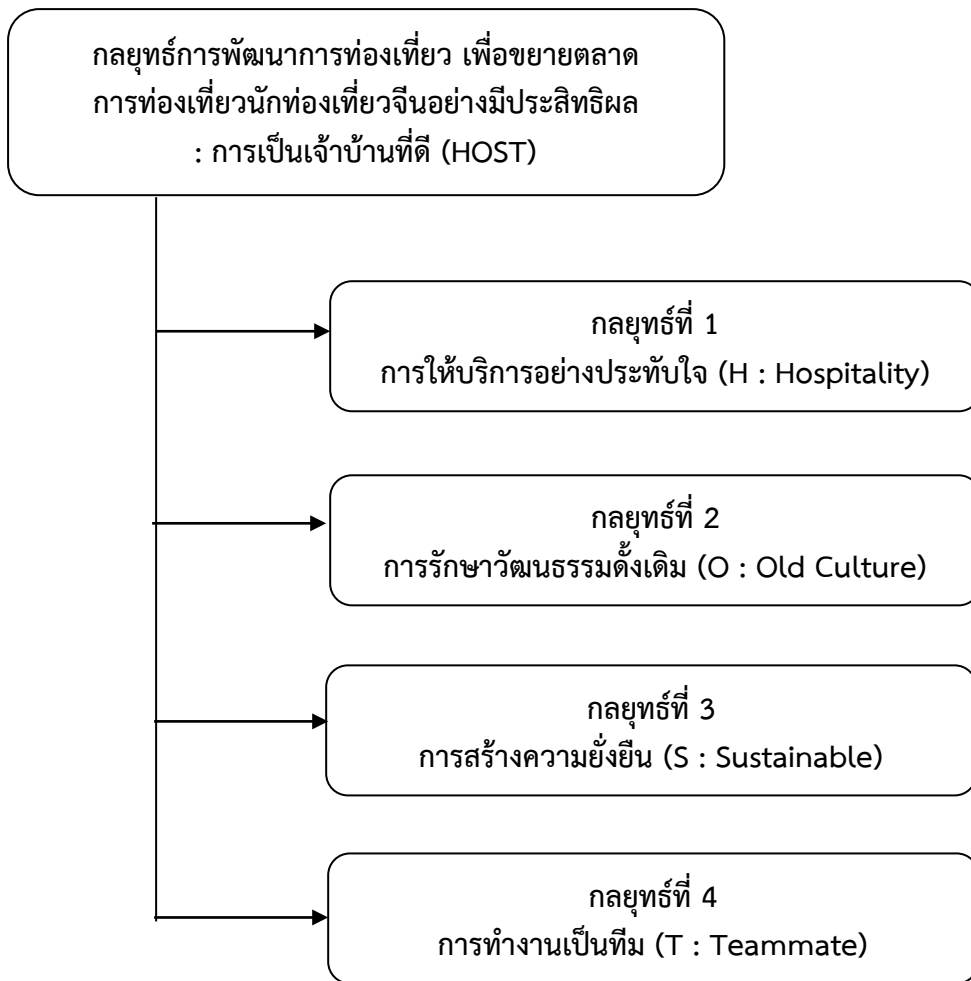 กลยุทธ์การพัฒนาการท่องเที่ยว เพื่อขยายตลาด
การท่องเที่ยวนักท่องเที่ยวจีนอย่างมีประสิทธิผล
: การเป็นเจ้าบ้านที่ดี (HOST)
กลยุทธ์ที่ 1
การให้บริการอย่างประทับใจ (H : Hospitality)
กลยุทธ์ที่ 2
การรักษาวัฒนธรรมดั้งเดิม (O : Old Culture)
กลยุทธ์ที่ 3
การสร้างความยั่งยืน (S : Sustainable)
กลยุทธ์ที่ 4
การทำงานเป็นทีม (T : Teammate)